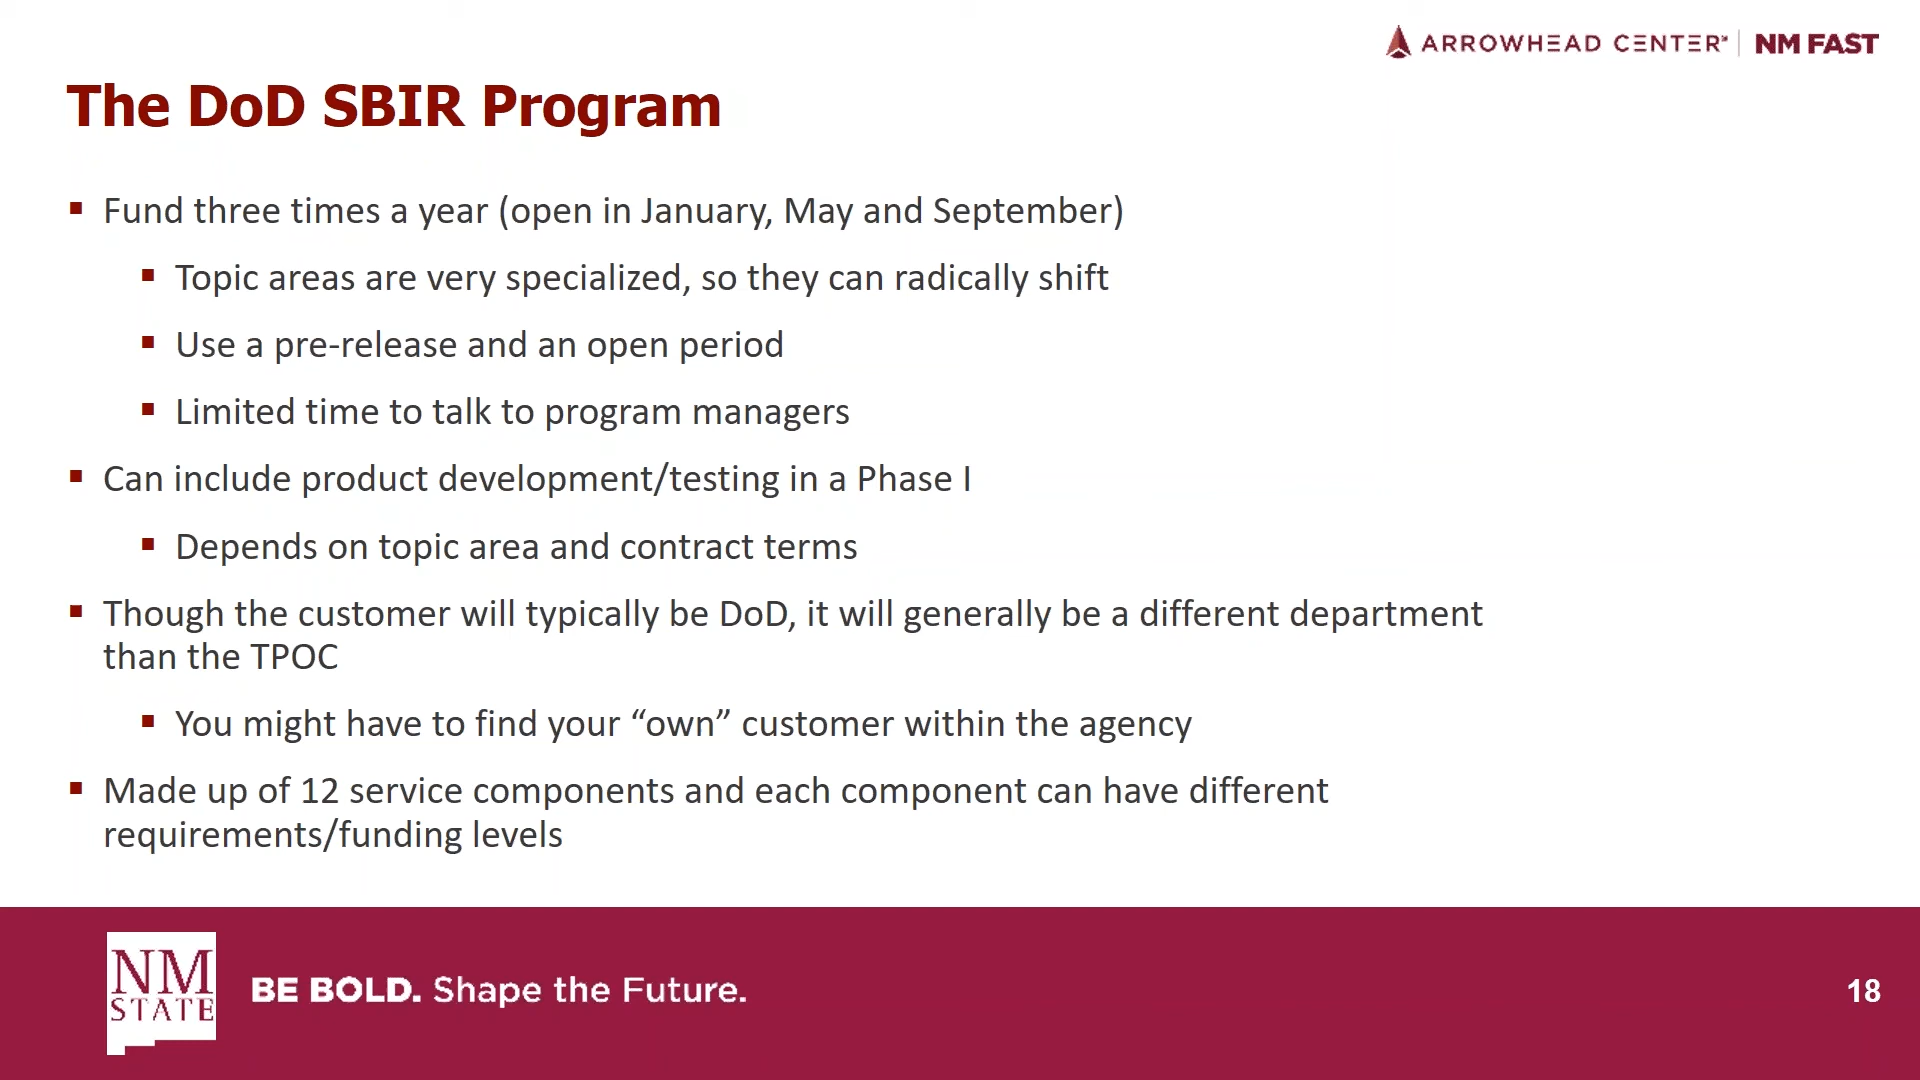 ARROWHEAD CENTER | NM FAST
The DoD SBIR Program
▪ Fund three times a year (open in January, May and September)
▪ Topic areas are very specialized, so they can radically shift
▪ Use a pre-release and an open period
▪ Limited time to talk to program managers
▪ Can include product development/testing in a Phase I
▪ Depends on topic area and contract terms
▪ Though the customer will typically be DoD, it will generally be a different department
than the TPOC
▪ You might have to find your “own” customer within the agency
▪ Made up of 12 service components and each component can have different
requirements/funding levels
NM
STATE
BE BOLD. Shape the Future.
18